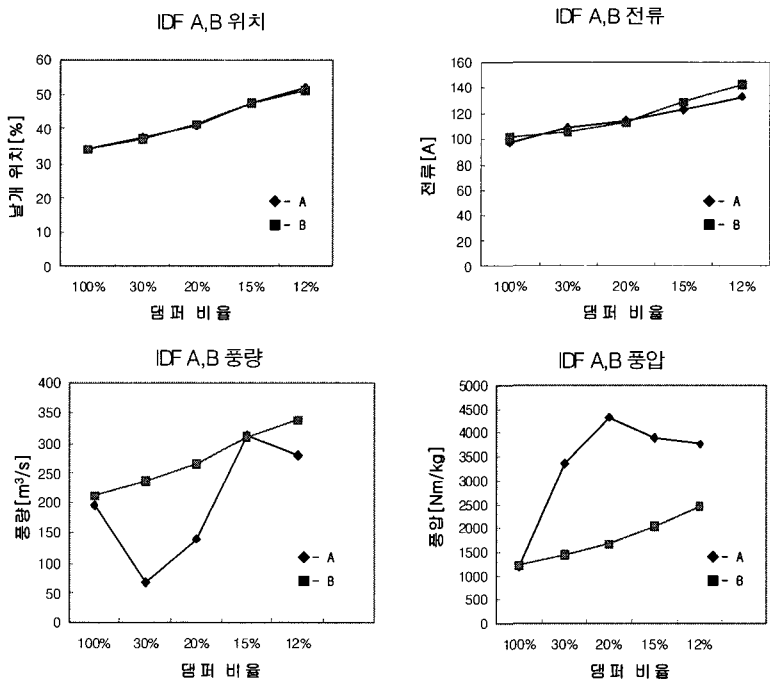 IDF A,B 위치
60
50
40
30
20
10
0
날개 위치[%]
A
B
100% 30% 20% 15% 12%
댐퍼 비율
IDF A,B 전류
160
140
120
100
80
60
40
20
0
전류[A]
A
B
100% 30% 20% 15% 12%
댐퍼 비율
IDF A,B 풍량
400
350
300
250
200
150
100
50
0
풍량[m³/s]
A
B
100% 30% 20% 15% 12%
댐퍼 비율
IDF A,B 풍압
5000
4500
4000
3500
3000
2500
2000
1500
1000
500
0
풍압[Nm/kg]
A
B
100% 30% 20% 15% 12%
댐퍼 비율